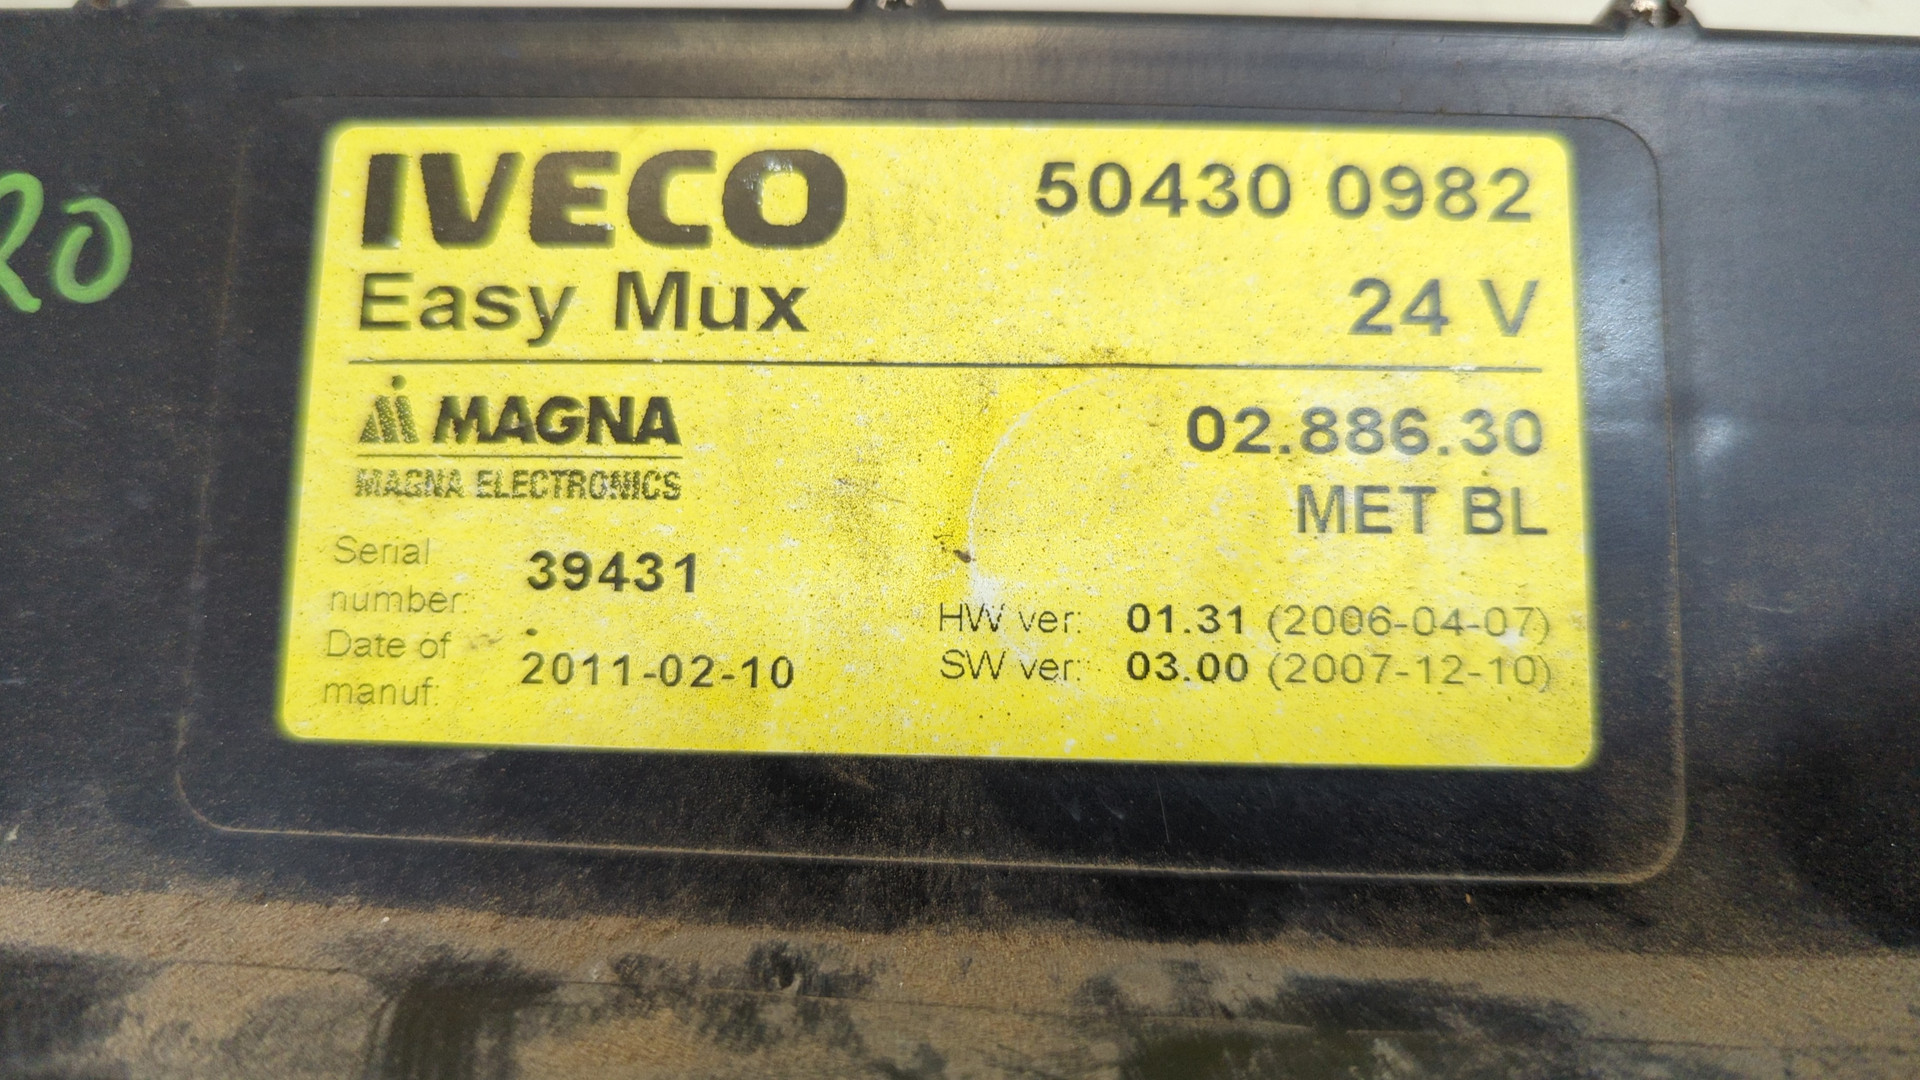 IVECO 50430 0982
Easy Mux 24 V
MAGNA 02.886.30
MAGNA ELECTRONICS MET BL
Serial number: 39431
HW ver: 01.31 (2006-04-07)
Date of manuf: 2011-02-10
SW ver: 03.00 (2007-12-10)